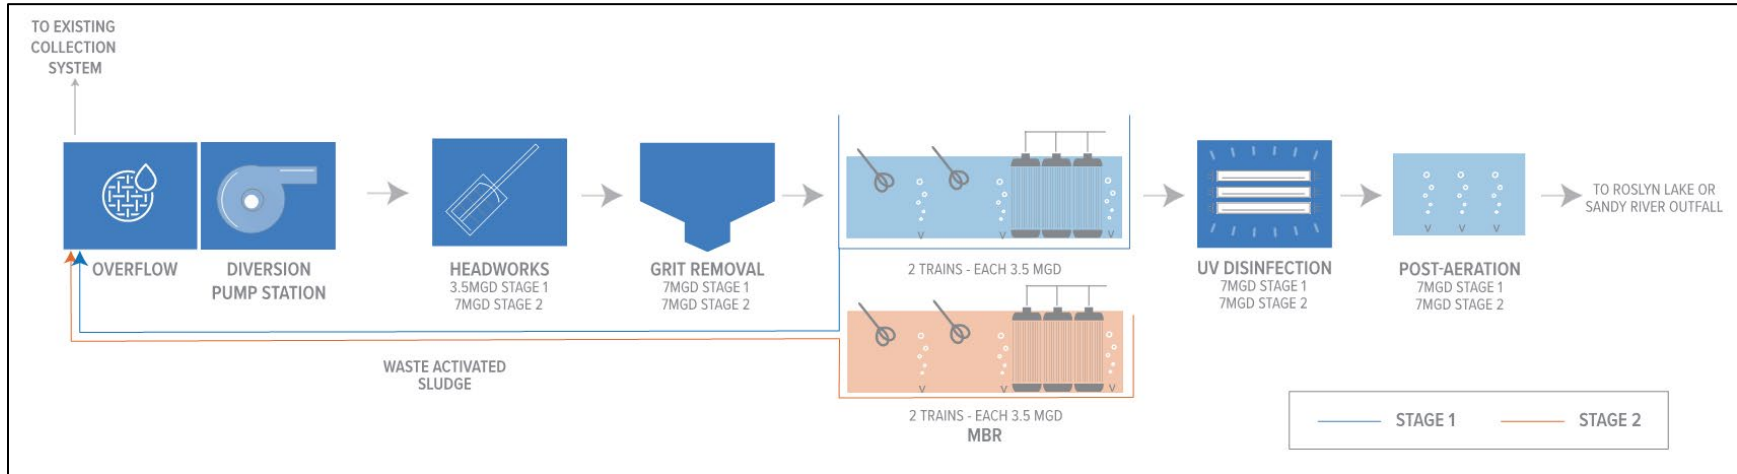 TO EXISTING
COLLECTION
SYSTEM
OVERFLOW
DIVERSION
PUMP STATION
HEADWORKS
3.5MGD STAGE 1
7MGD STAGE 2
GRIT REMOVAL
7MGD STAGE 1
7MGD STAGE 2
2 TRAINS - EACH 3.5 MGD
2 TRAINS - EACH 3.5 MGD
MBR
UV DISINFECTION
7MGD STAGE 1
7MGD STAGE 2
POST-AERATION
7MGD STAGE 1
7MGD STAGE 2
TO ROSLYN LAKE OR
SANDY RIVER OUTFALL
WASTE ACTIVATED
SLUDGE
STAGE 1
STAGE 2